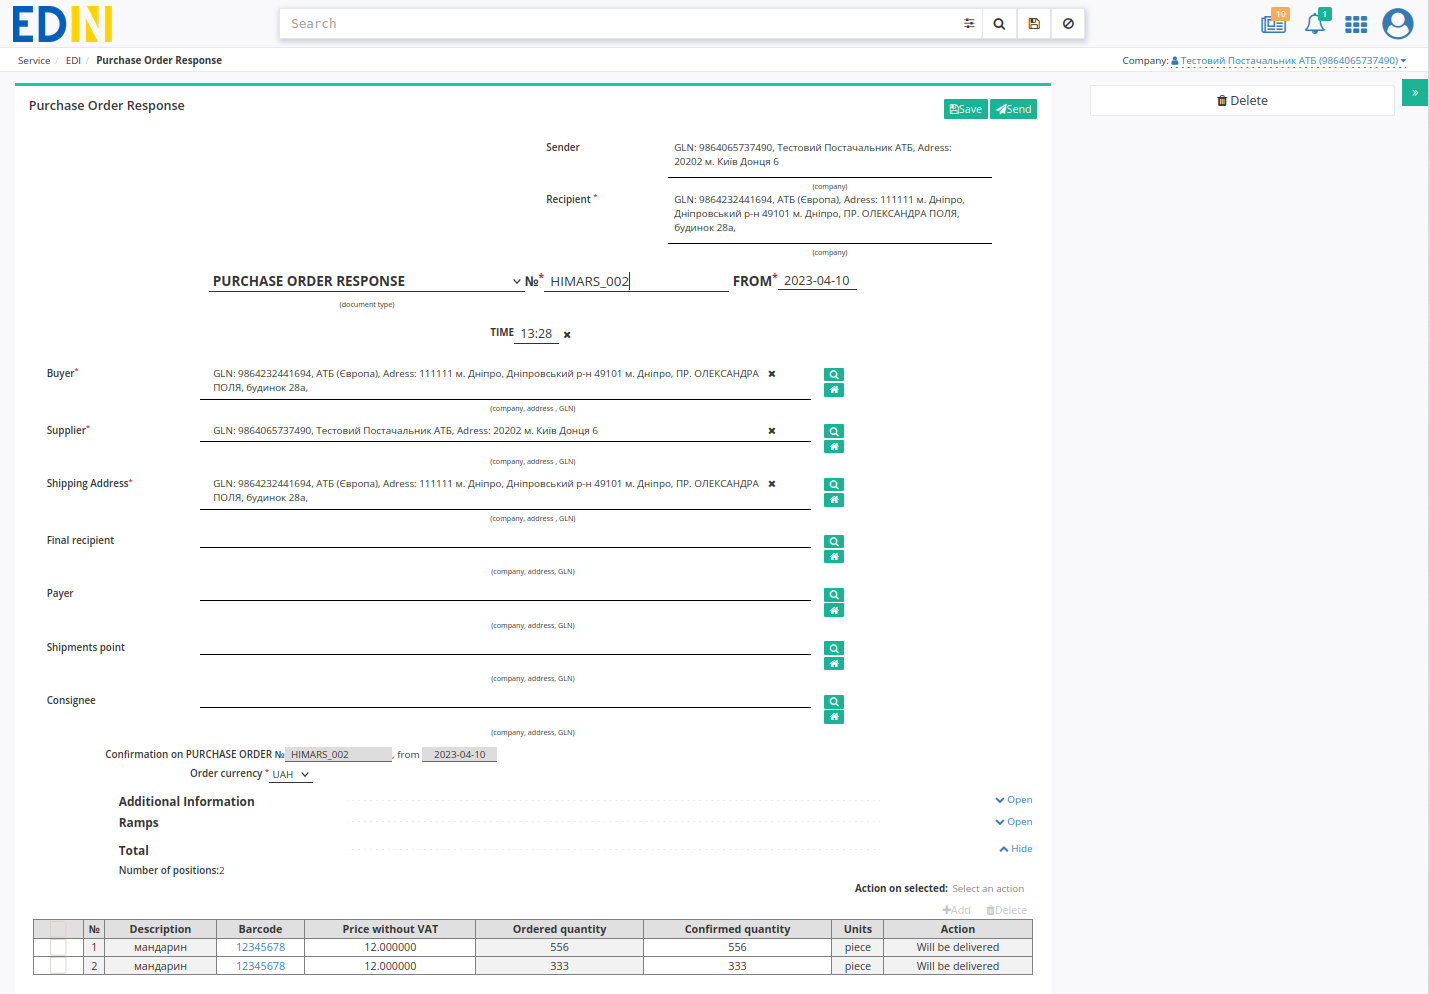 EDIN
Search
10
1
Service / EDI / Purchase Order Response
Company: Тестовий Постачальник АТБ (9864065737490)
Purchase Order Response
Save Send
Delete
»
Sender
GLN: 9864065737490, Тестовий Постачальник АТБ, Adress:
20202 м. Київ Донця 6
(company)
Recipient *
GLN: 9864232441694, АТБ (Європа), Adress: 111111 м. Дніпро,
Дніпровський р-н 49101 м. Дніпро, ПР. ОЛЕКСАНДРА ПОЛЯ,
будинок 28а,
(company)
PURCHASE ORDER RESPONSE №* HIMARS_002 FROM* 2023-04-10
(document type)
TIME 13:28 ✖
Buyer*
GLN: 9864232441694, АТБ (Європа), Adress: 111111 м. Дніпро, Дніпровський р-н 49101 м. Дніпро, ПР. ОЛЕКСАНДРА ✖
ПОЛЯ, будинок 28а,
(company, address , GLN)
Supplier*
GLN: 9864065737490, Тестовий Постачальник АТБ, Adress: 20202 м. Київ Донця 6 ✖
(company, address , GLN)
Shipping Address*
GLN: 9864232441694, АТБ (Європа), Adress: 111111 м. Дніпро, Дніпровський р-н 49101 м. Дніпро, ПР. ОЛЕКСАНДРА ✖
ПОЛЯ, будинок 28а,
(company, address , GLN)
Final recipient
(company, address, GLN)
Payer
(company, address, GLN)
Shipments point
(company, address, GLN)
Consignee
(company, address, GLN)
Confirmation on PURCHASE ORDER № HIMARS_002 , from 2023-04-10
Order currency * UAH
Additional Information Open
Ramps Open
Total Hide
Number of positions:2
Action on selected: Select an action
+Add Delete
№ Description Barcode Price without VAT Ordered quantity Confirmed quantity Units Action
1 мандарин 12345678 12.000000 556 556 piece Will be delivered
2 мандарин 12345678 12.000000 333 333 piece Will be delivered